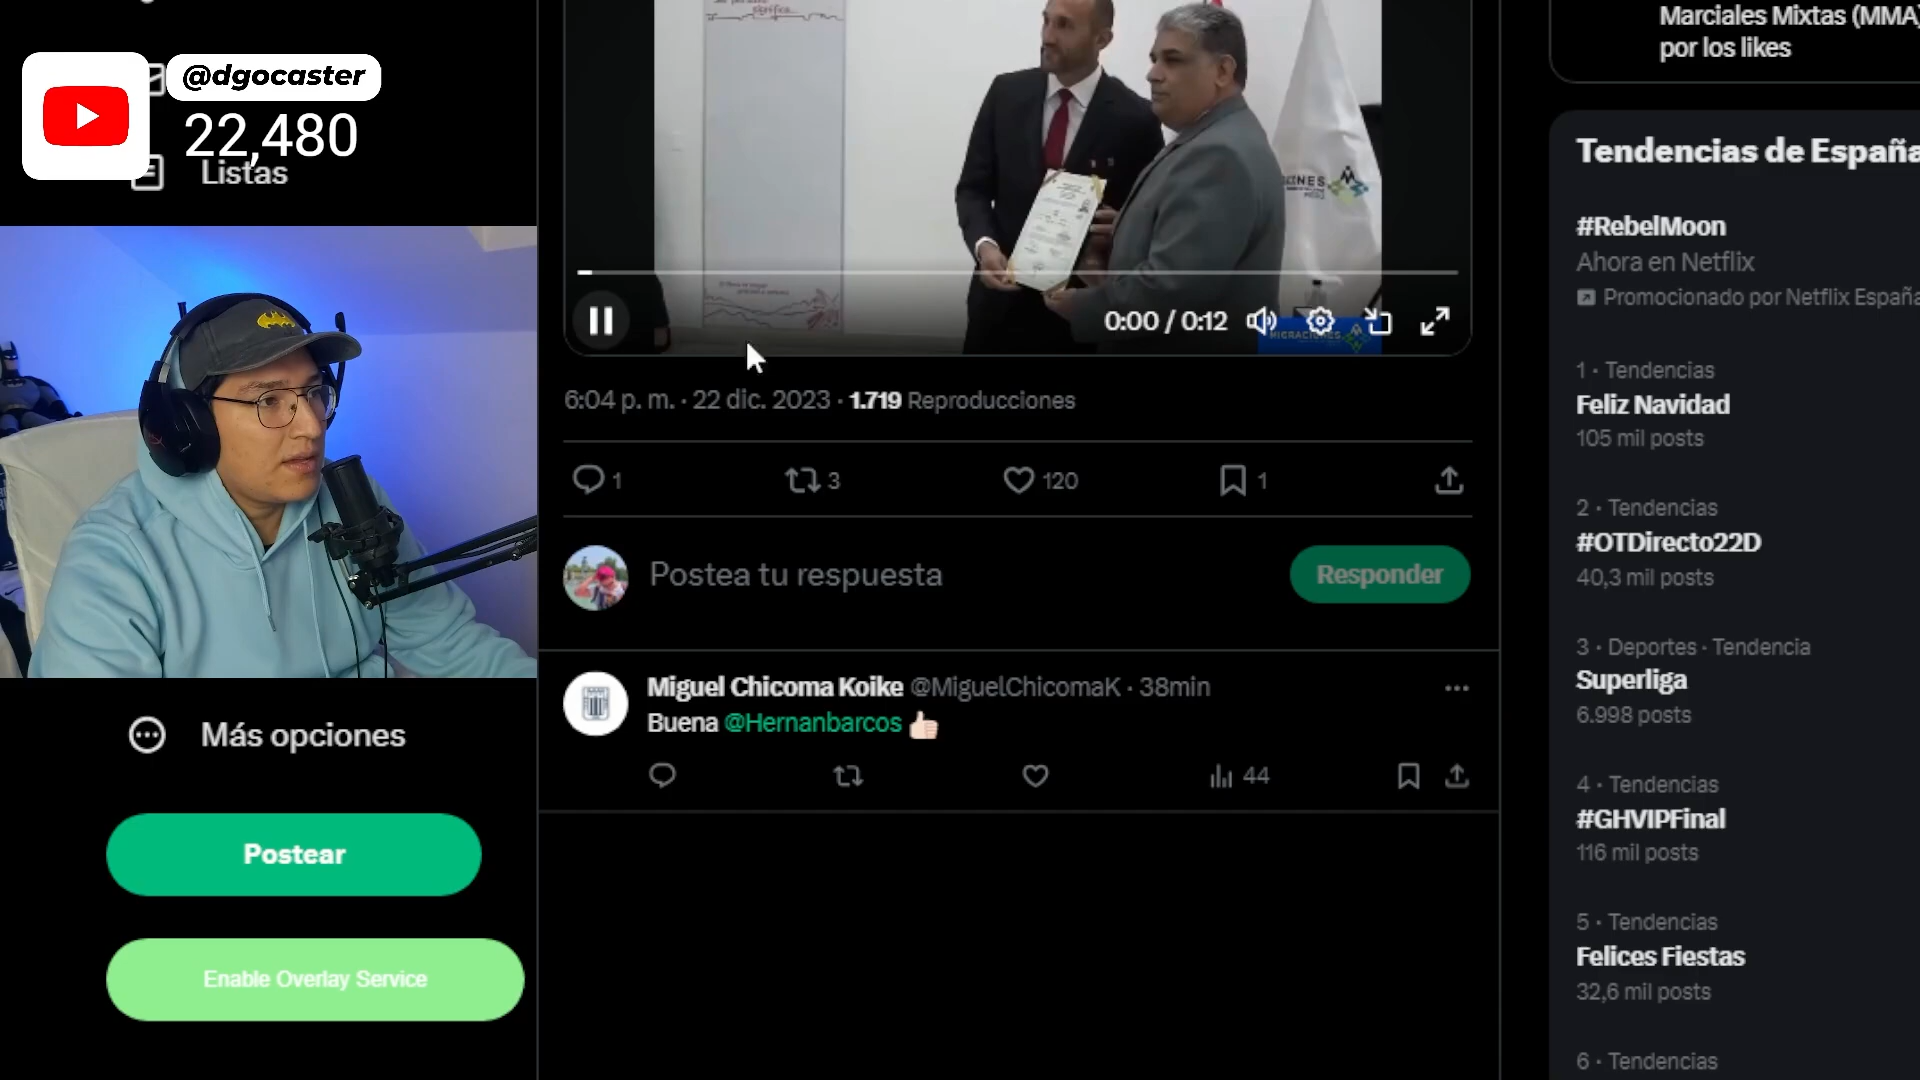 @dgocaster
22,480
Listas
Más opciones
Postear
Enable Overlay Service
significa...
NES
MIGRACIONES
0:00 / 0:12
6:04 p. m. · 22 dic. 2023 · 1.719 Reproducciones
1
3
120
1
Postea tu respuesta
Responder
Miguel Chicoma Koike @MiguelChicomaK · 38min
Buena @Hernanbarcos 👍🏻
44
Marciales Mixtas (MMA)
por los likes
Tendencias de España
#RebelMoon
Ahora en Netflix
Promocionado por Netflix España
1 · Tendencias
Feliz Navidad
105 mil posts
2 · Tendencias
#OTDirecto22D
40,3 mil posts
3 · Deportes · Tendencia
Superliga
6.998 posts
4 · Tendencias
#GHVIPFinal
116 mil posts
5 · Tendencias
Felices Fiestas
32,6 mil posts
6 · Tendencias